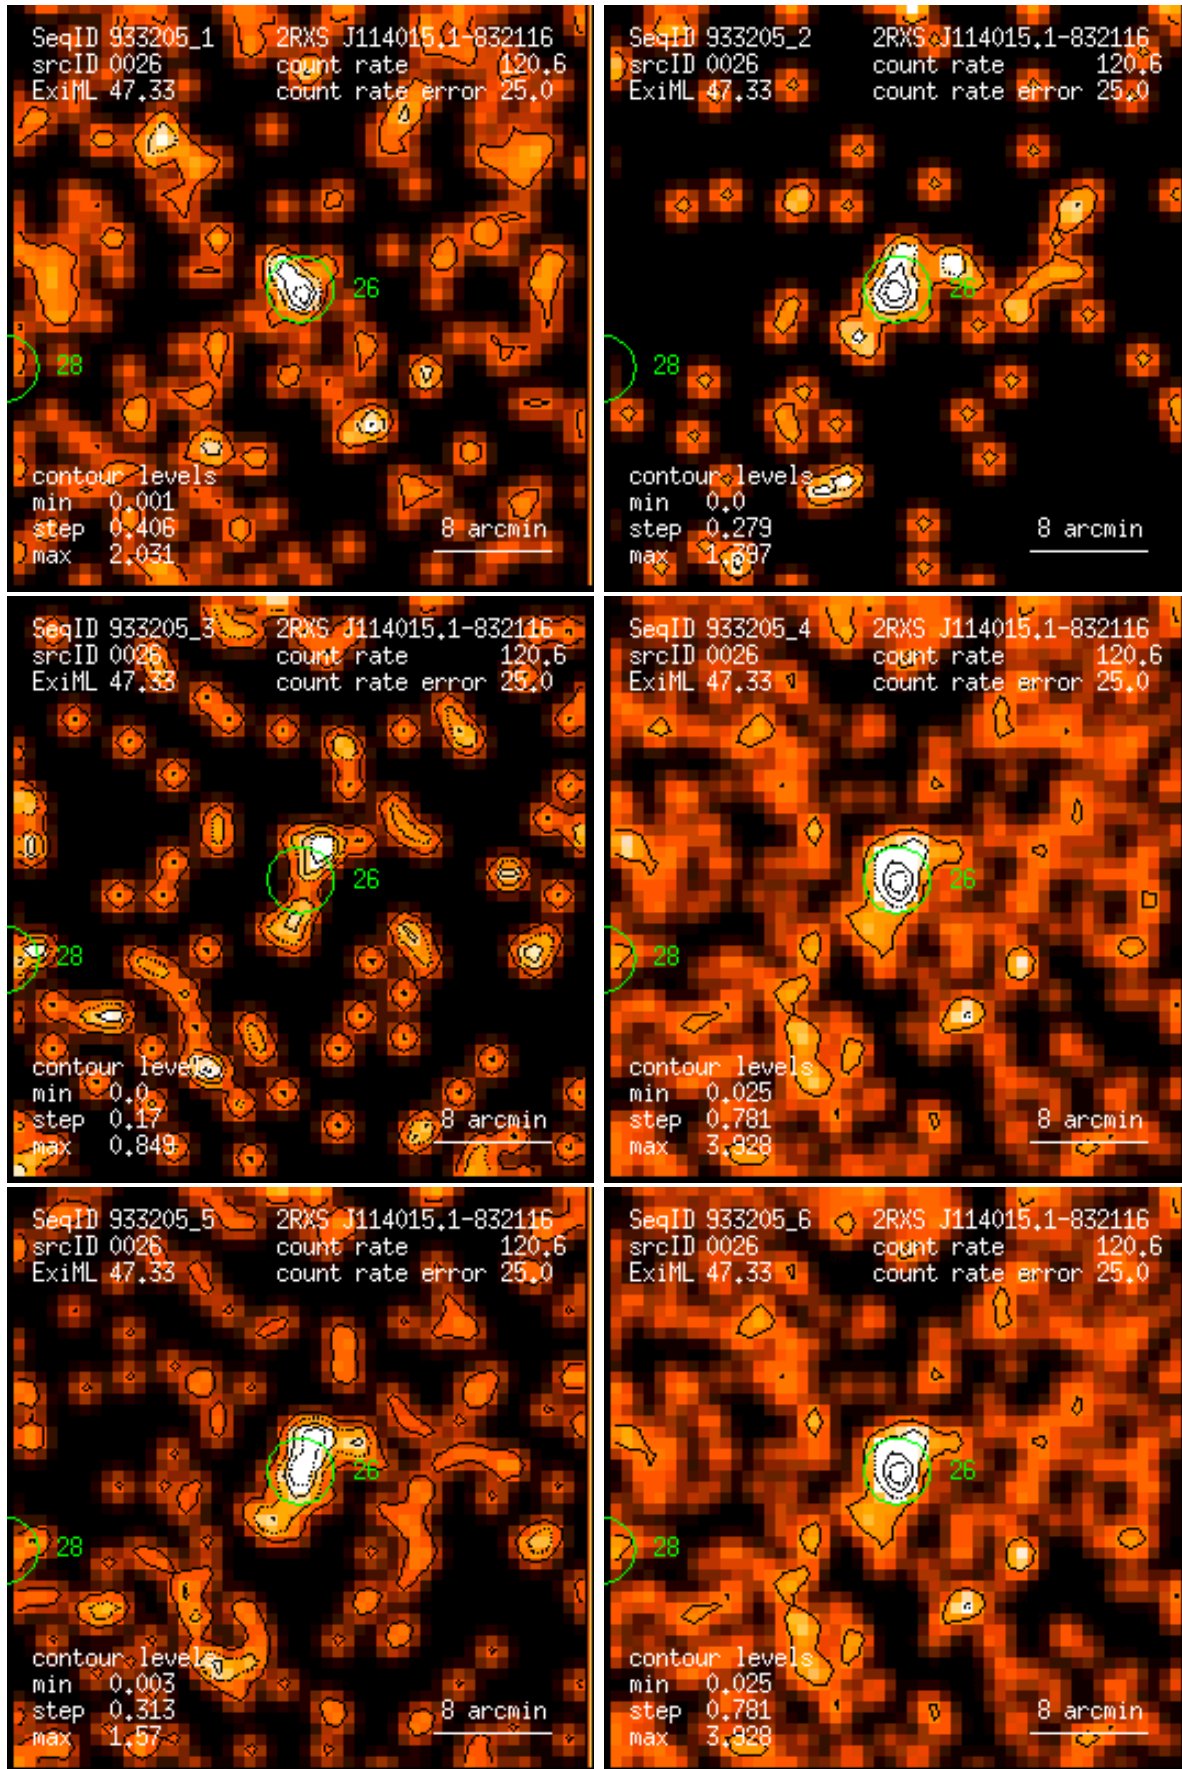 SeqID 933205_1 2RXS J114015.1-832116
srcID 0026 count rate 120.6
ExiML 47.33 count rate error 25.0
26
28
contour levels
min 0.001
step 0.406
max 2.031
8 arcmin
SeqID 933205_2 2RXS J114015.1-832116
srcID 0026 count rate 120.6
ExiML 47.33 count rate error 25.0
26
28
contour levels
min 0.0
step 0.279
max 1.397
8 arcmin
SeqID 933205_3 2RXS J114015.1-832116
srcID 0026 count rate 120.6
ExiML 47.33 count rate error 25.0
26
28
contour levels
min 0.0
step 0.17
max 0.849
8 arcmin
SeqID 933205_4 2RXS J114015.1-832116
srcID 0026 count rate 120.6
ExiML 47.33 count rate error 25.0
26
28
contour levels
min 0.025
step 0.781
max 3.928
8 arcmin
SeqID 933205_5 2RXS J114015.1-832116
srcID 0026 count rate 120.6
ExiML 47.33 count rate error 25.0
26
28
contour levels
min 0.003
step 0.313
max 1.57
8 arcmin
SeqID 933205_6 2RXS J114015.1-832116
srcID 0026 count rate 120.6
ExiML 47.33 count rate error 25.0
26
28
contour levels
min 0.025
step 0.781
max 3.928
8 arcmin